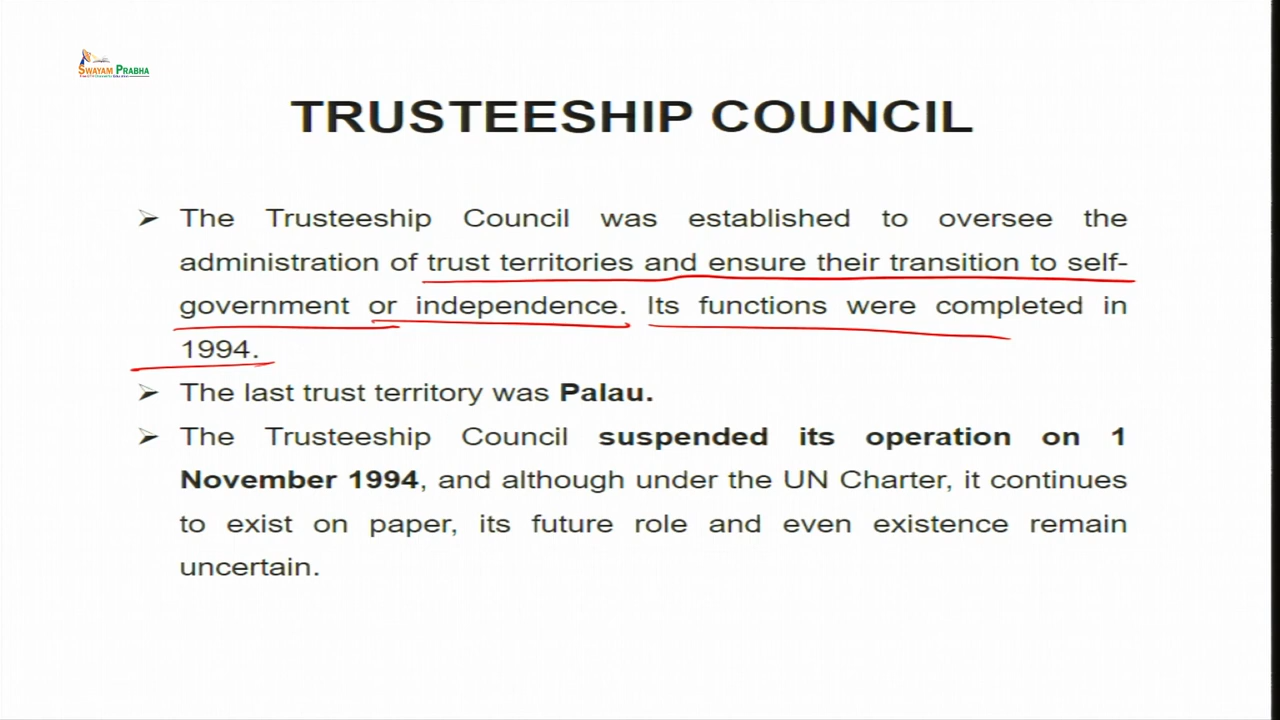 SWAYAM PRABHA
TRUSTEESHIP COUNCIL
➢ The Trusteeship Council was established to oversee the
administration of trust territories and ensure their transition to self-
government or independence. Its functions were completed in
1994.
➢ The last trust territory was Palau.
➢ The Trusteeship Council suspended its operation on 1
November 1994, and although under the UN Charter, it continues
to exist on paper, its future role and even existence remain
uncertain.